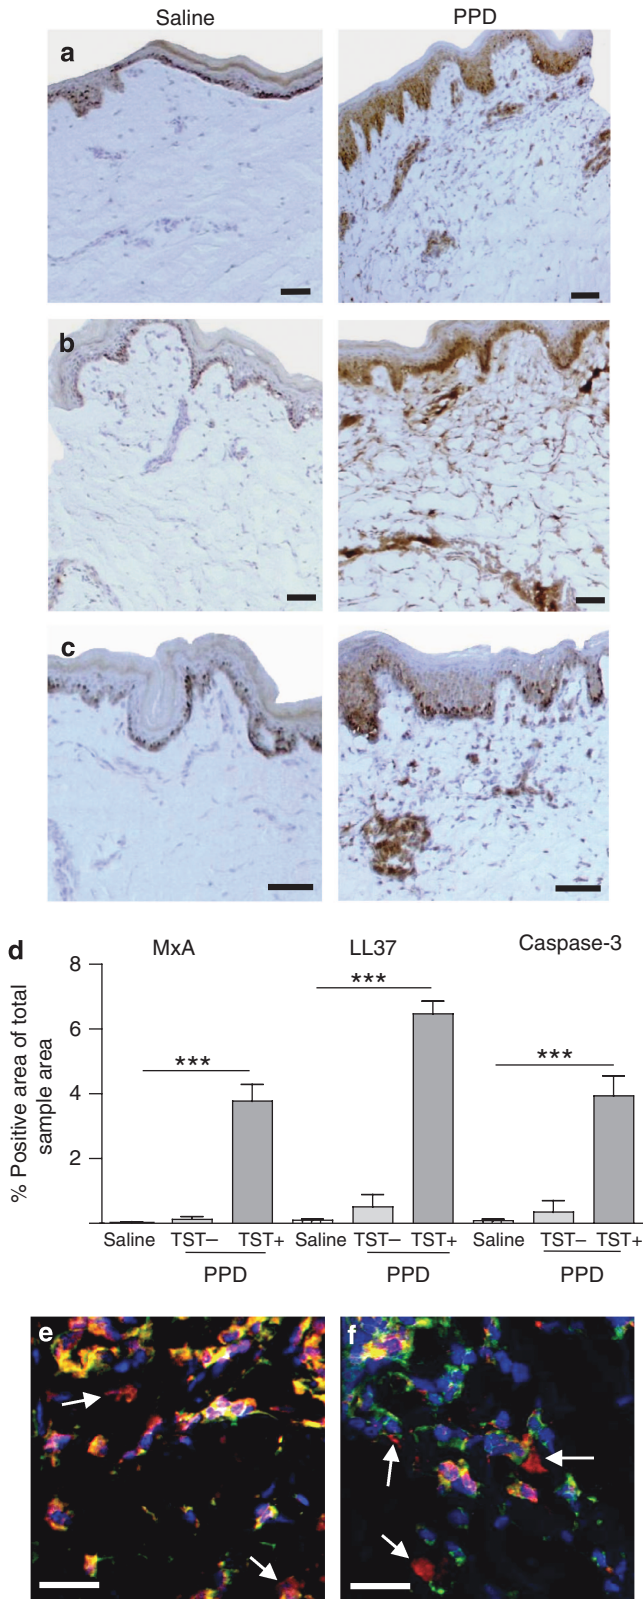 Saline PPD
a
b
c
d
MxA LL37 Caspase-3
% Positive area of total
sample area
8
6
4
2
***
***
***
Saline TST– TST+ Saline TST– TST+ Saline TST– TST+
PPD PPD PPD
e f